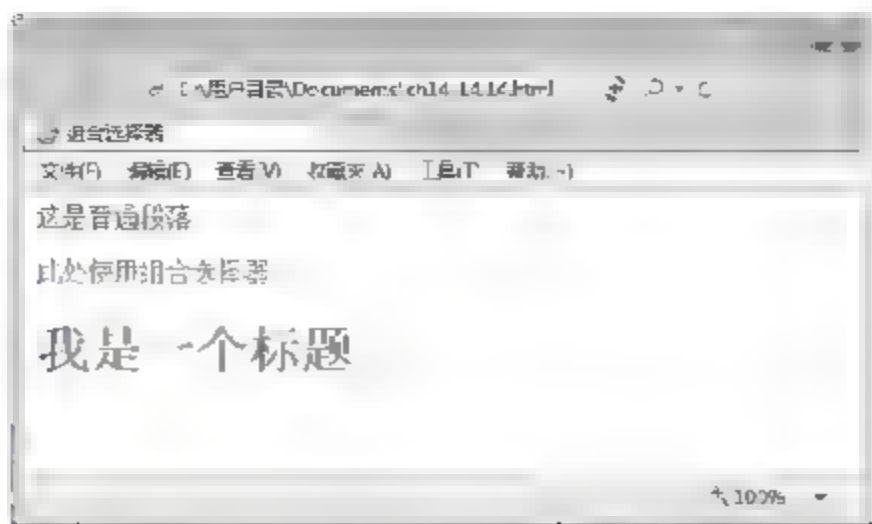 用户目录\Documents\ch14\14.14.html
组合选择器
文件(F) 编辑(E) 查看(V) 收藏夹(A) 工具(T) 帮助(H)
这是普通段落
此处使用组合选择器
我是一个标题
100%